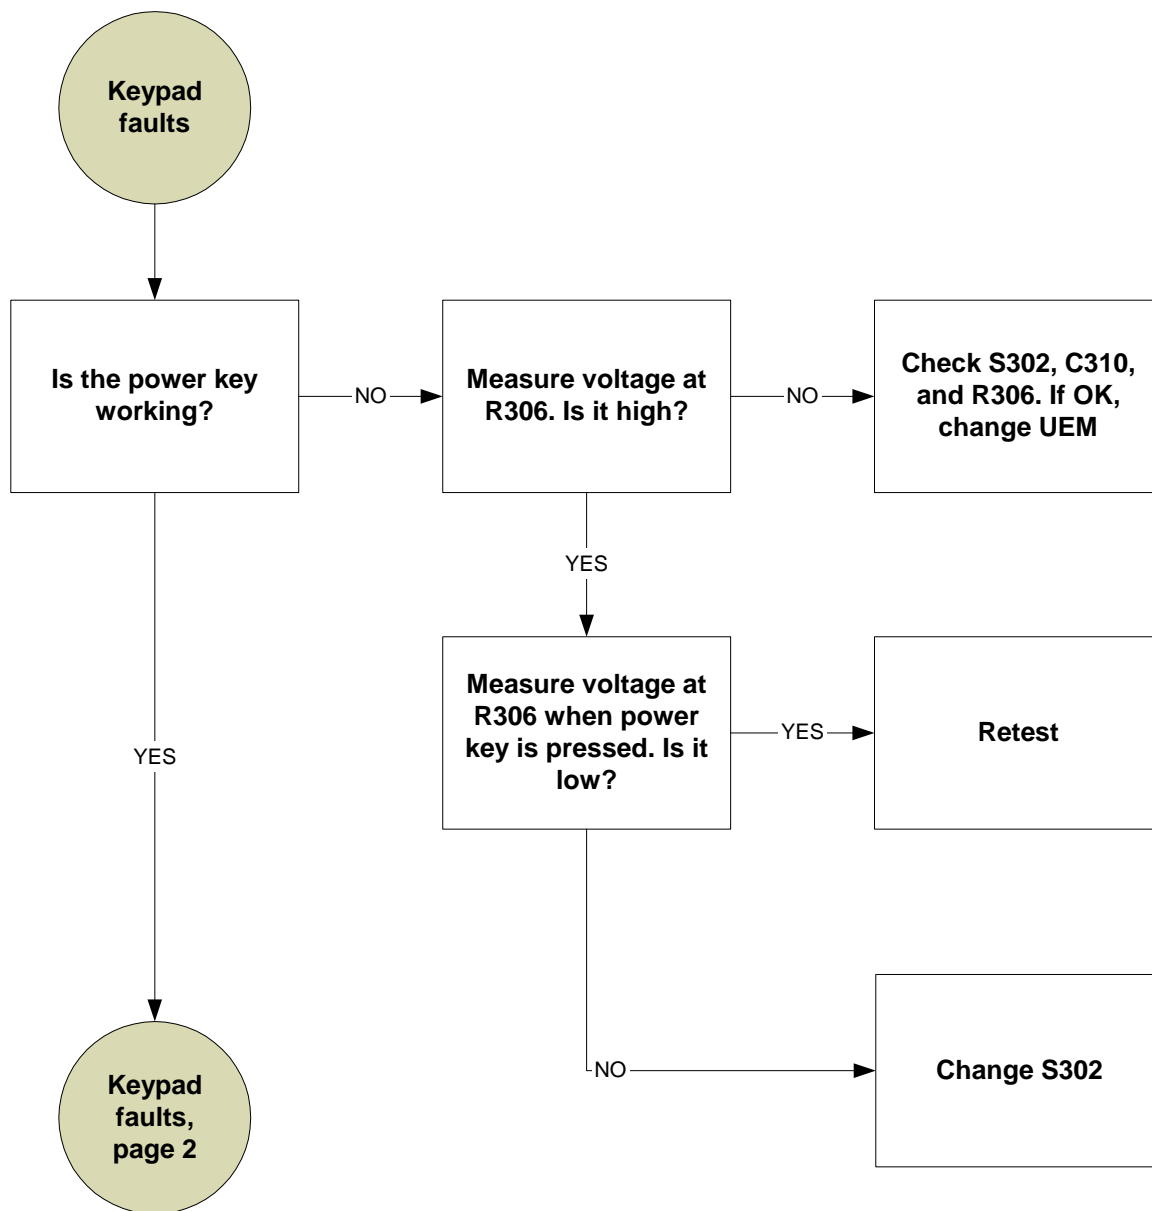 Keypad
faults
Is the power key
working?
NO
Measure voltage at
R306. Is it high?
NO
Check S302, C310,
and R306. If OK,
change UEM
YES
Measure voltage at
R306 when power
key is pressed. Is it
low?
YES
Retest
YES
NO
Change S302
Keypad
faults,
page 2